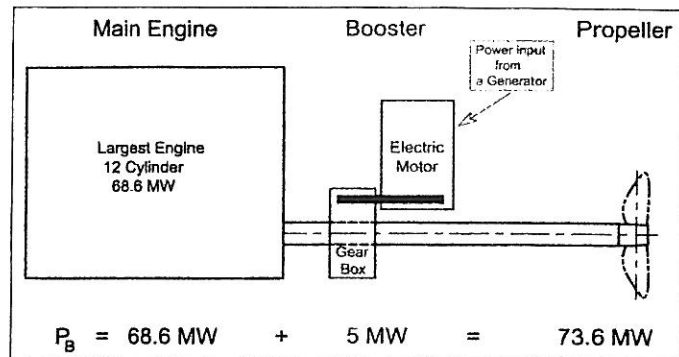 Main Engine Booster Propeller
Power input
from
a Generator
Largest Engine
12 Cylinder
68.6 MW
Electric
Motor
Gear
Box
P_B = 68.6 MW + 5 MW = 73.6 MW